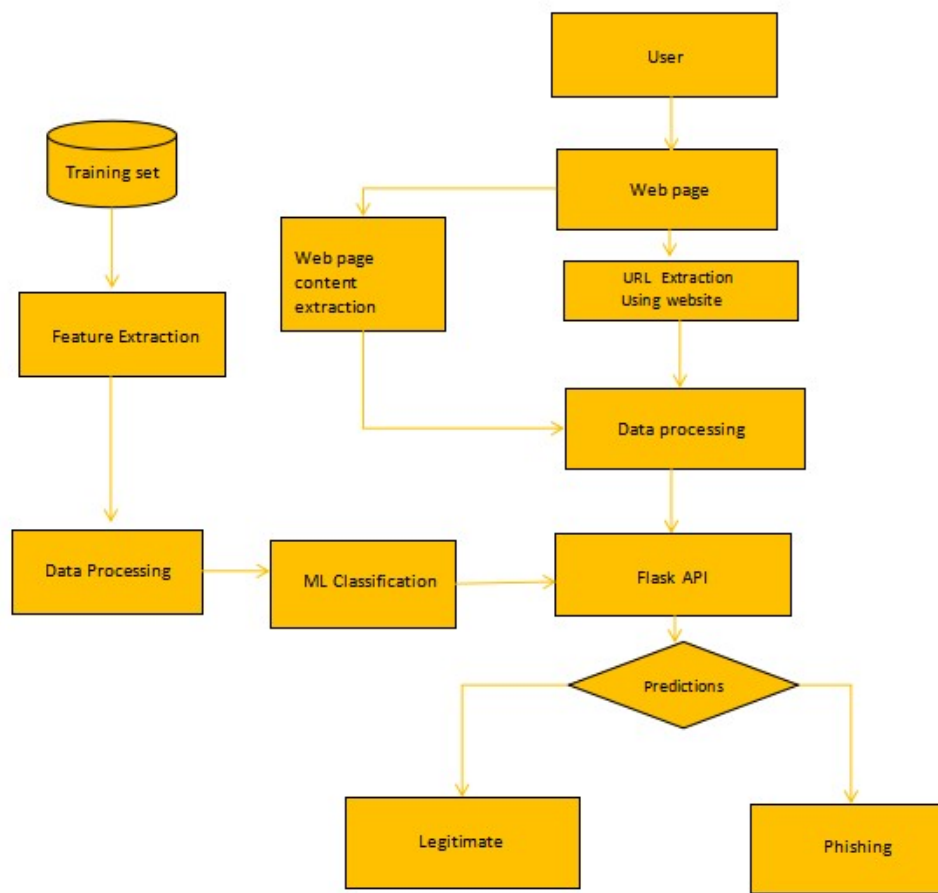 User
Training set
Web page
Web page
content
extraction
URL Extraction
Using website
Feature Extraction
Data processing
Data Processing
ML Classification
Flask API
Predictions
Legitimate
Phishing